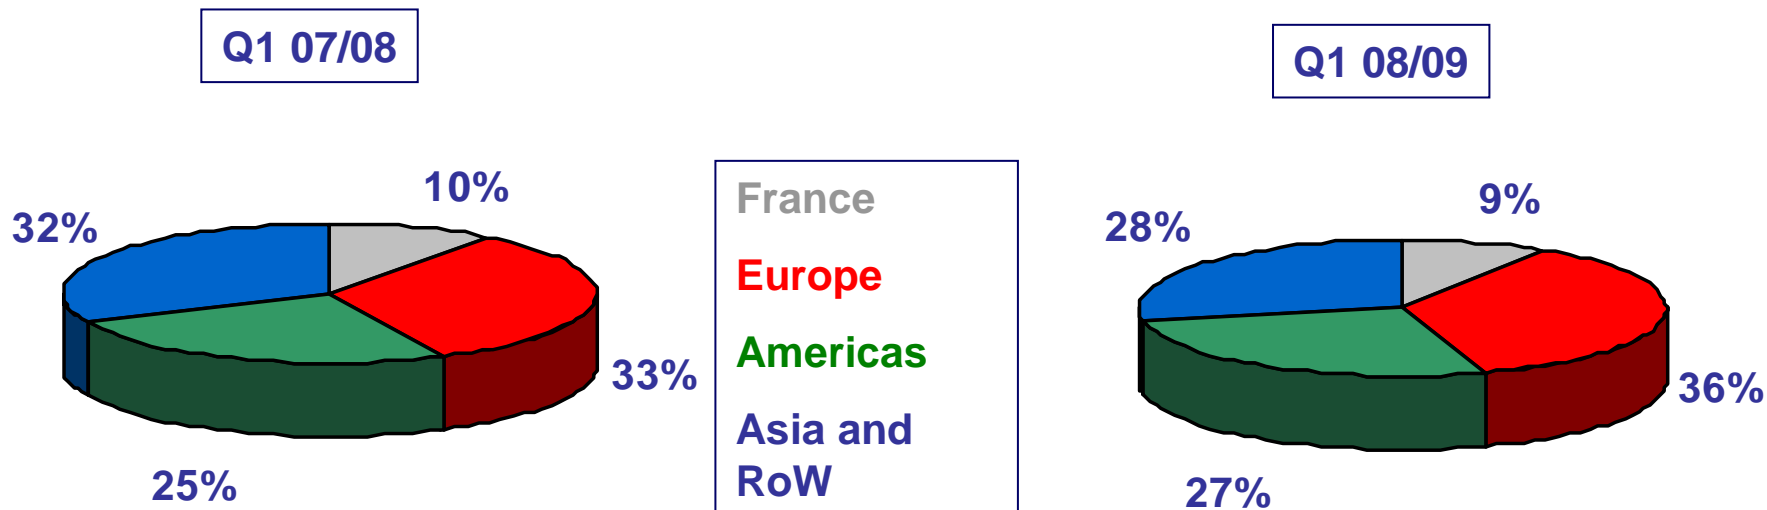 Q1 07/08
Q1 08/09
10%
32%
33%
25%
France
Europe
Americas
Asia and
RoW
9%
28%
36%
27%